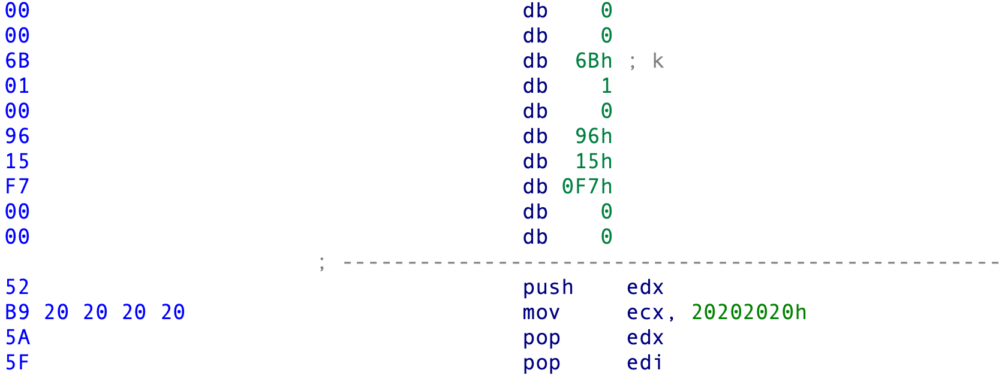 00 db 0
00 db 0
6B db 6Bh ; k
01 db 1
00 db 0
96 db 96h
15 db 15h
F7 db 0F7h
00 db 0
00 db 0
; ---------------------------------------------------
52 push edx
B9 20 20 20 20 mov ecx, 20202020h
5A pop edx
5F pop edi